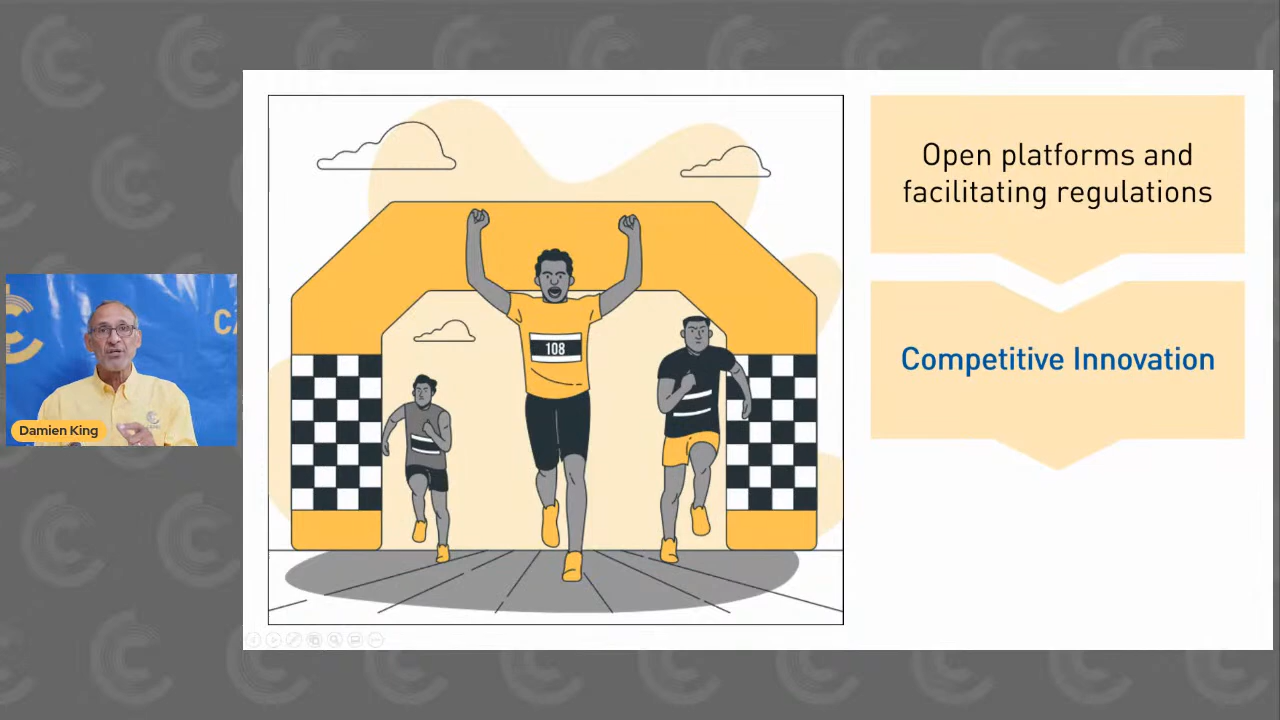 Open platforms and
facilitating regulations
Competitive Innovation
108
Damien King